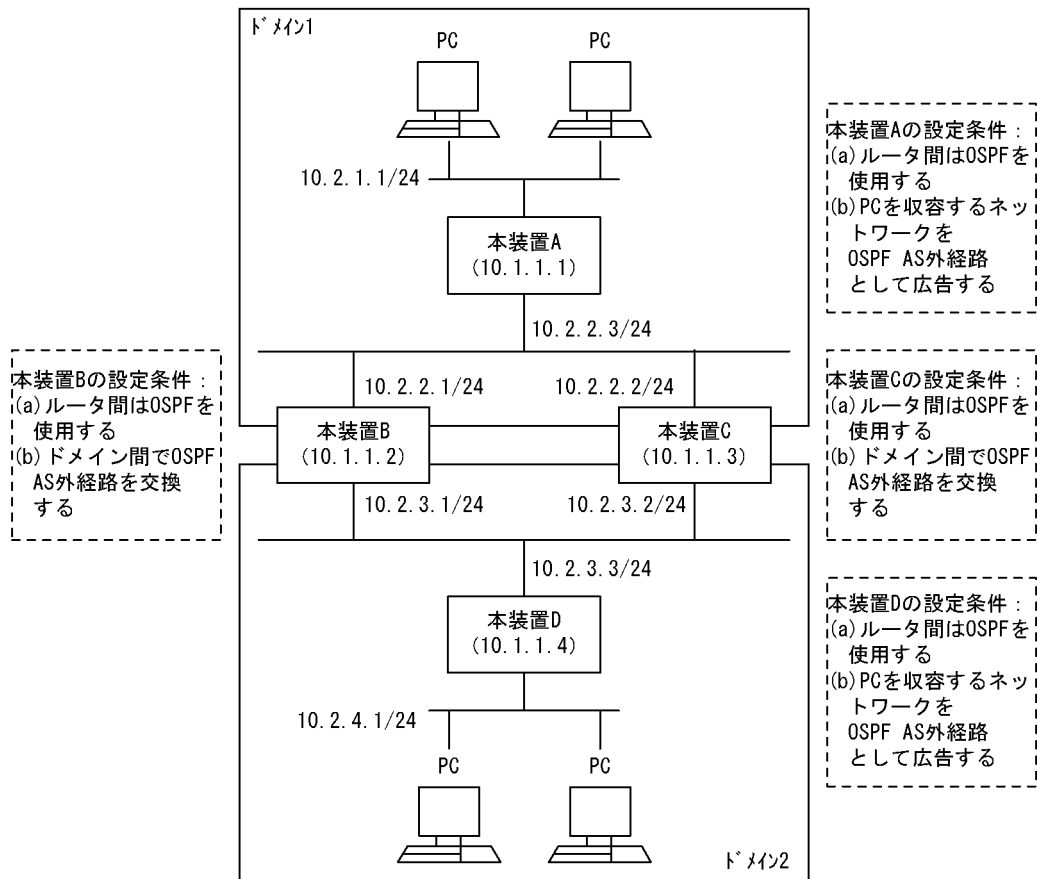 ドメイン1
PC
PC
10.2.1.1/24
本装置A
(10.1.1.1)
10.2.2.3/24
本装置Aの設定条件：
(a)ルータ間はOSPFを
使用する
(b)PCを収容するネッ
トワークを
OSPF AS外経路
として広告する
10.2.2.1/24
10.2.2.2/24
本装置Bの設定条件：
(a)ルータ間はOSPFを
使用する
(b)ドメイン間でOSPF
AS外経路を交換
する
本装置B
(10.1.1.2)
本装置C
(10.1.1.3)
本装置Cの設定条件：
(a)ルータ間はOSPFを
使用する
(b)ドメイン間でOSPF
AS外経路を交換
する
10.2.3.1/24
10.2.3.2/24
10.2.3.3/24
本装置D
(10.1.1.4)
本装置Dの設定条件：
(a)ルータ間はOSPFを
使用する
(b)PCを収容するネッ
トワークを
OSPF AS外経路
として広告する
10.2.4.1/24
PC
PC
ドメイン2